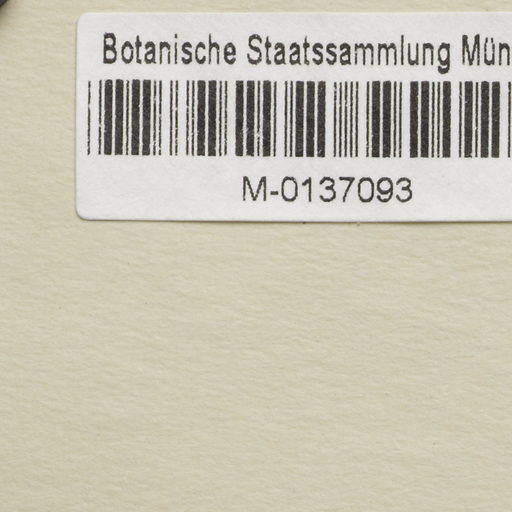 Botanische Staatssammlung Mün
M-0137093